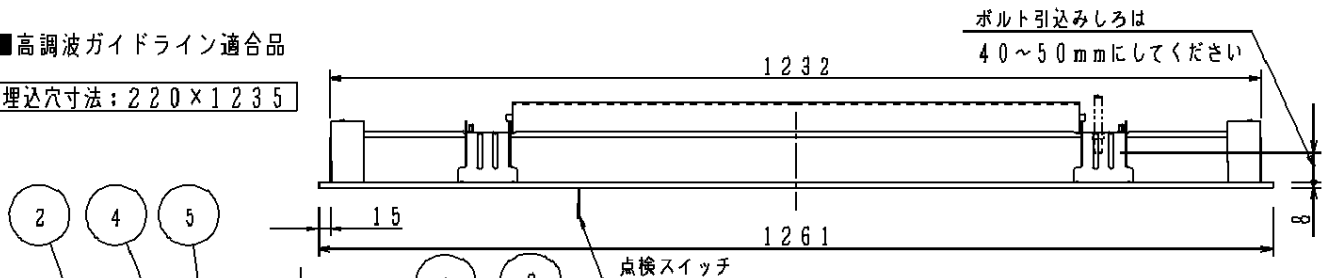 ■高調波ガイドライン適合品
埋込穴寸法：220×1235
ボルト引込みしろは
40～50mmにしてください
1232
15
1261
8
点検スイッチ
2
4
5